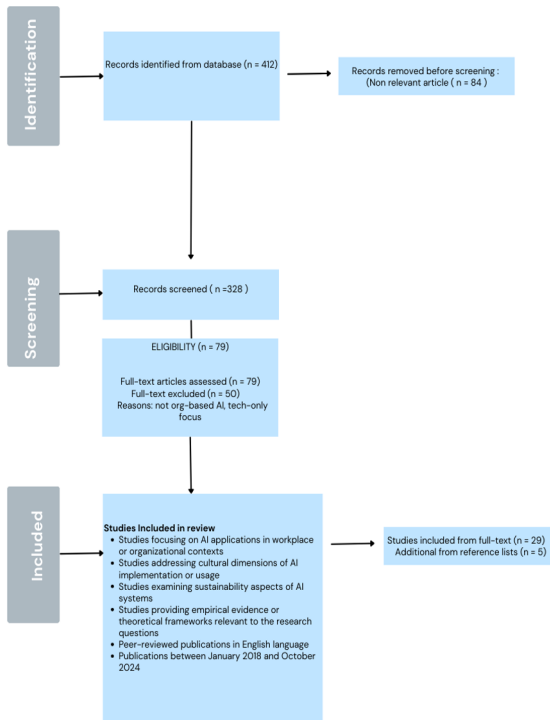 Identification
Records identified from database (n = 412)
Records removed before screening :
(Non relevant article ( n = 84 )
Screening
Records screened ( n =328 )
ELIGIBILITY (n = 79)
Full-text articles assessed (n = 79)
Full-text excluded (n = 50)
Reasons: not org-based AI, tech-only
focus
Included
Studies Included in review
• Studies focusing on AI applications in workplace
or organizational contexts
• Studies addressing cultural dimensions of AI
implementation or usage
• Studies examining sustainability aspects of AI
systems
• Studies providing empirical evidence or
theoretical frameworks relevant to the research
questions
• Peer-reviewed publications in English language
• Publications between January 2018 and October
2024
Studies included from full-text (n = 29)
Additional from reference lists (n = 5)